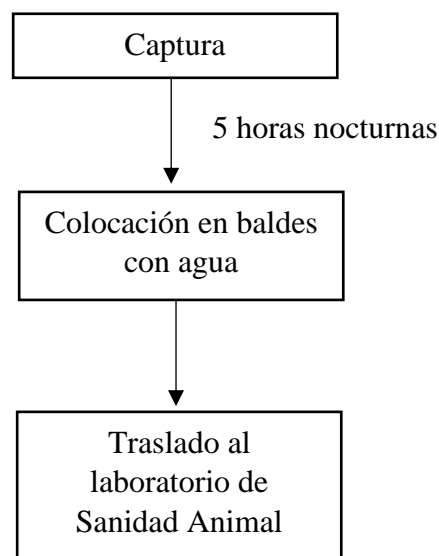 Captura
5 horas nocturnas
Colocación en baldes
con agua
Traslado al
laboratorio de
Sanidad Animal